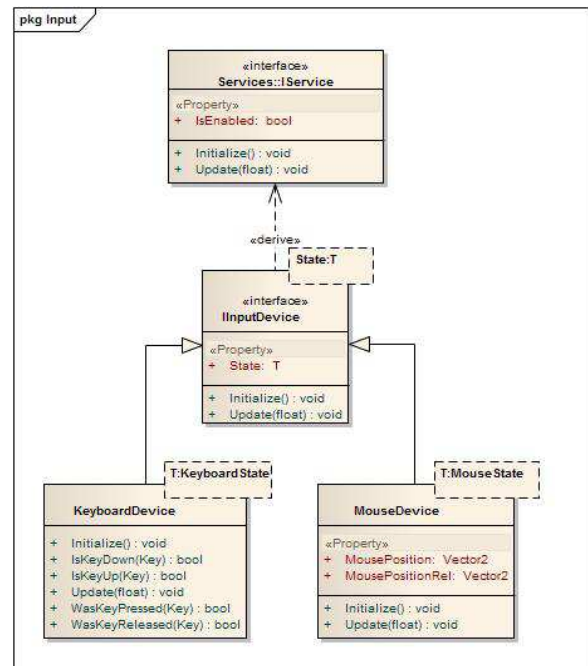 pkg Input
«interface»
Services::IService
«Property»
+ IsEnabled: bool
+ Initialize() : void
+ Update(float) : void
«derive»
State:T
«interface»
IInputDevice
«Property»
+ State: T
+ Initialize() : void
+ Update(float) : void
T:KeyboardState
KeyboardDevice
+ Initialize() : void
+ IsKeyDown(Key) : bool
+ IsKeyUp(Key) : bool
+ Update(float) : void
+ WasKeyPressed(Key) : bool
+ WasKeyReleased(Key) : bool
T:MouseState
MouseDevice
«Property»
+ MousePosition: Vector2
+ MousePositionRel: Vector2
+ Initialize() : void
+ Update(float) : void